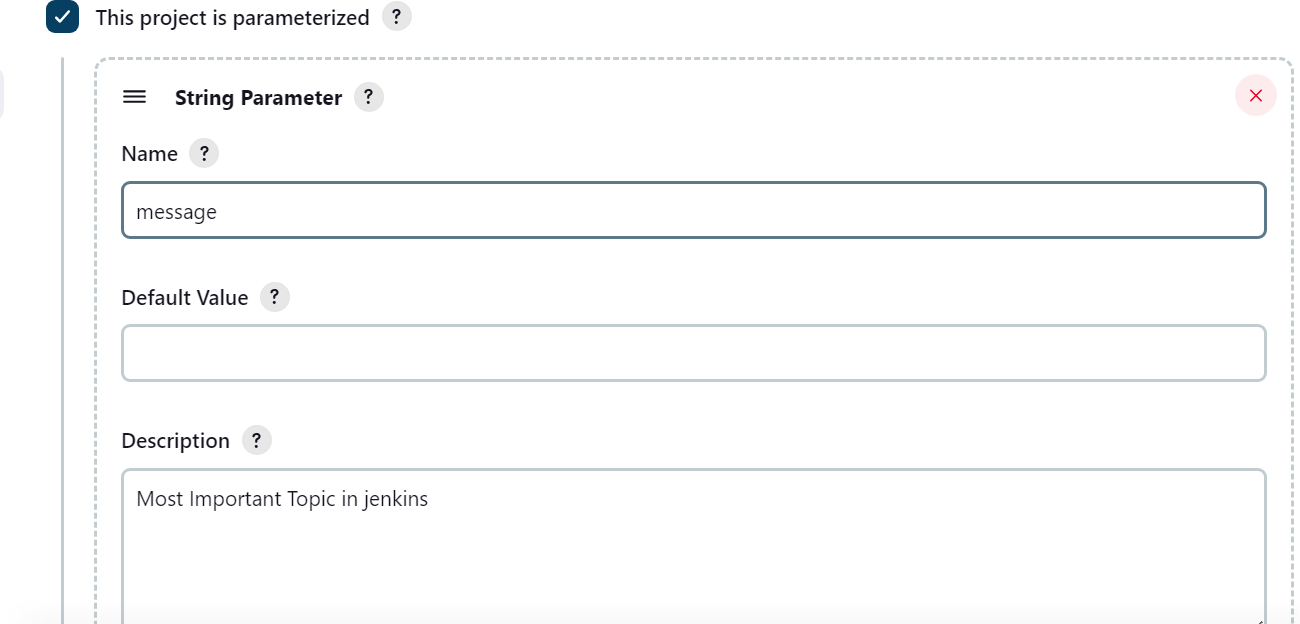 This project is parameterized ?
String Parameter ?
Name ?
message
Default Value ?
Description ?
Most Important Topic in jenkins